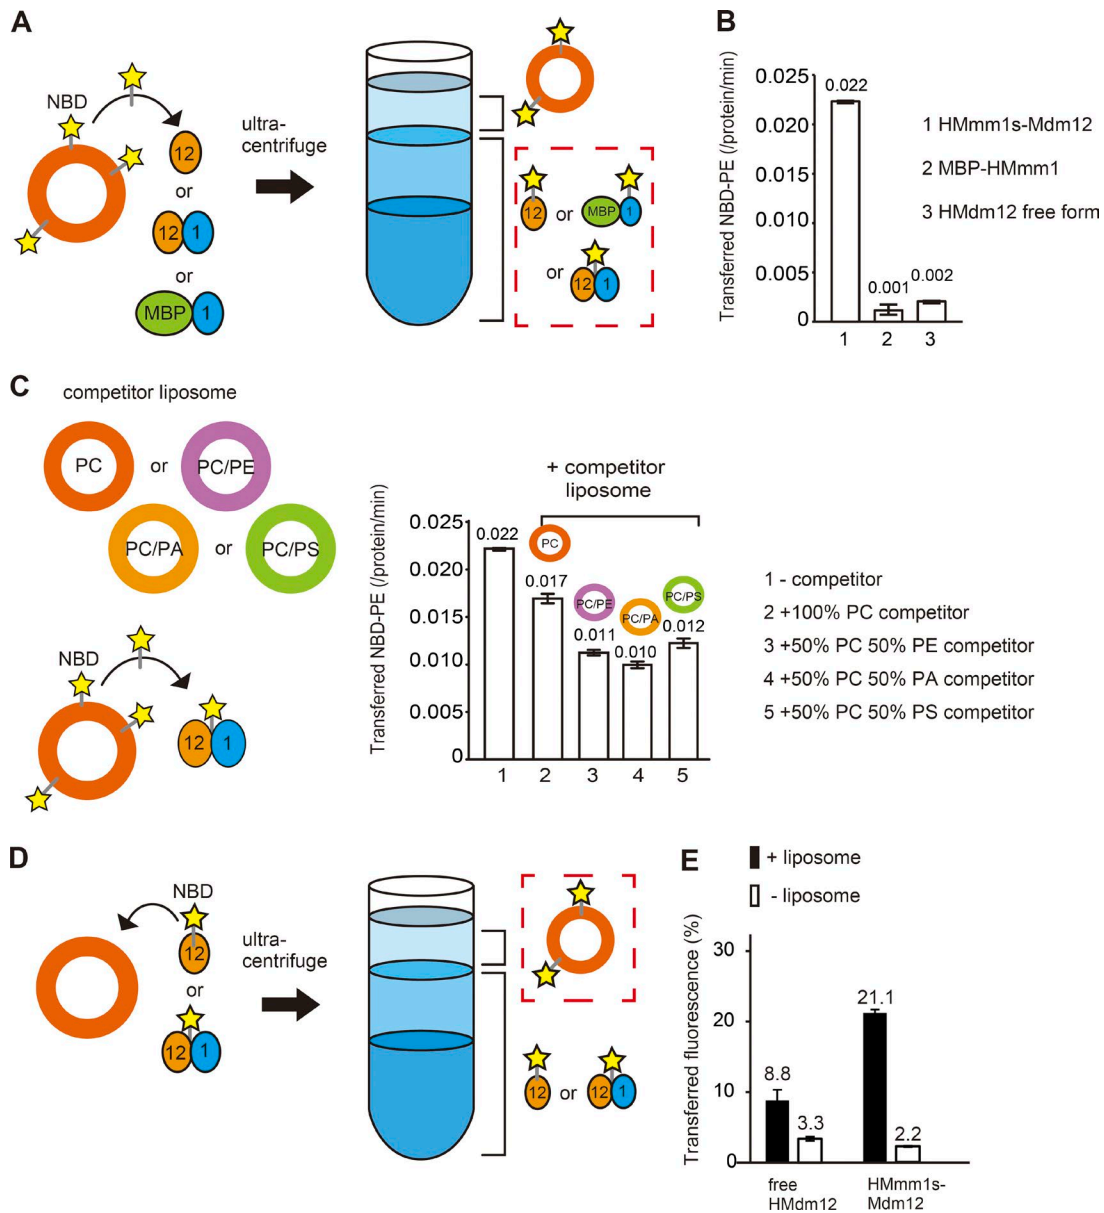 A
NBD
12
or
12 1
or
MBP 1
ultra-
centrifuge
12 or MBP 1
or 12 1
B
Transferred NBD-PE (/protein/min)
0.025
0.020
0.015
0.010
0.005
0
0.022
0.001
0.002
1 2 3
1 HMmm1s-Mdm12
2 MBP-HMmm1
3 HMdm12 free form
C
competitor liposome
PC or PC/PE
PC/PA or PC/PS
NBD
12 1
+ competitor
liposome
Transferred NBD-PE (/protein/min)
0.025
0.020
0.015
0.010
0.005
0
0.022
PC
0.017
PC/PE
0.011
PC/PA
0.010
PC/PS
0.012
1 2 3 4 5
1 - competitor
2 +100% PC competitor
3 +50% PC 50% PE competitor
4 +50% PC 50% PA competitor
5 +50% PC 50% PS competitor
D
NBD
12
or
12 1
ultra-
centrifuge
12 or 12 1
E
+ liposome
- liposome
Transferred fluorescence (%)
30
20
10
0
8.8
3.3
21.1
2.2
free
HMdm12
HMmm1s-
Mdm12